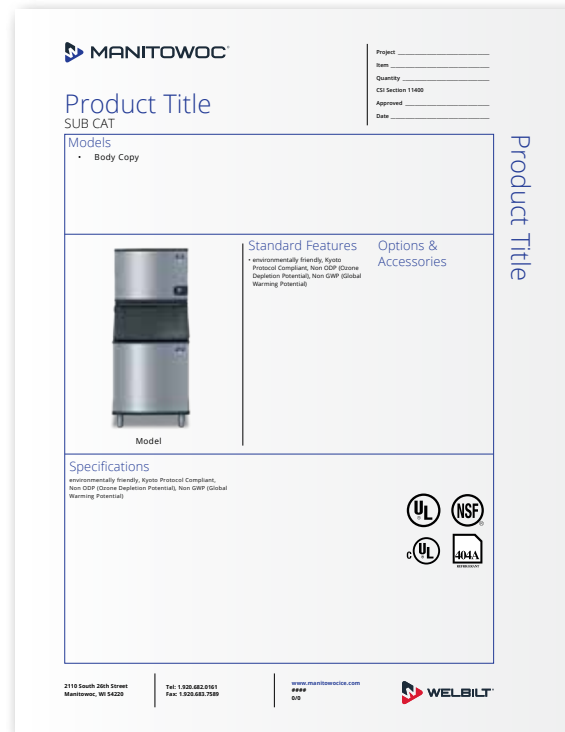 MANITOWOC
Project
Item
Quantity
CSI Section 11400
Approved
Date
Product Title
SUB CAT
Models
• Body Copy
Product Title
Standard Features
• environmentally friendly, Kyoto
Protocol Compliant, Non ODP (Ozone
Depletion Potential), Non GWP (Global
Warming Potential)
Options &
Accessories
Model
Specifications
environmentally friendly, Kyoto Protocol Compliant,
Non ODP (Ozone Depletion Potential), Non GWP (Global
Warming Potential)
UL
NSF
c UL
404A
REFRIGERANT
2110 South 26th Street
Manitowoc, WI 54220
Tel: 1.920.682.0161
Fax: 1.920.683.7589
www.manitowocice.com
####
0/0
WELBILT